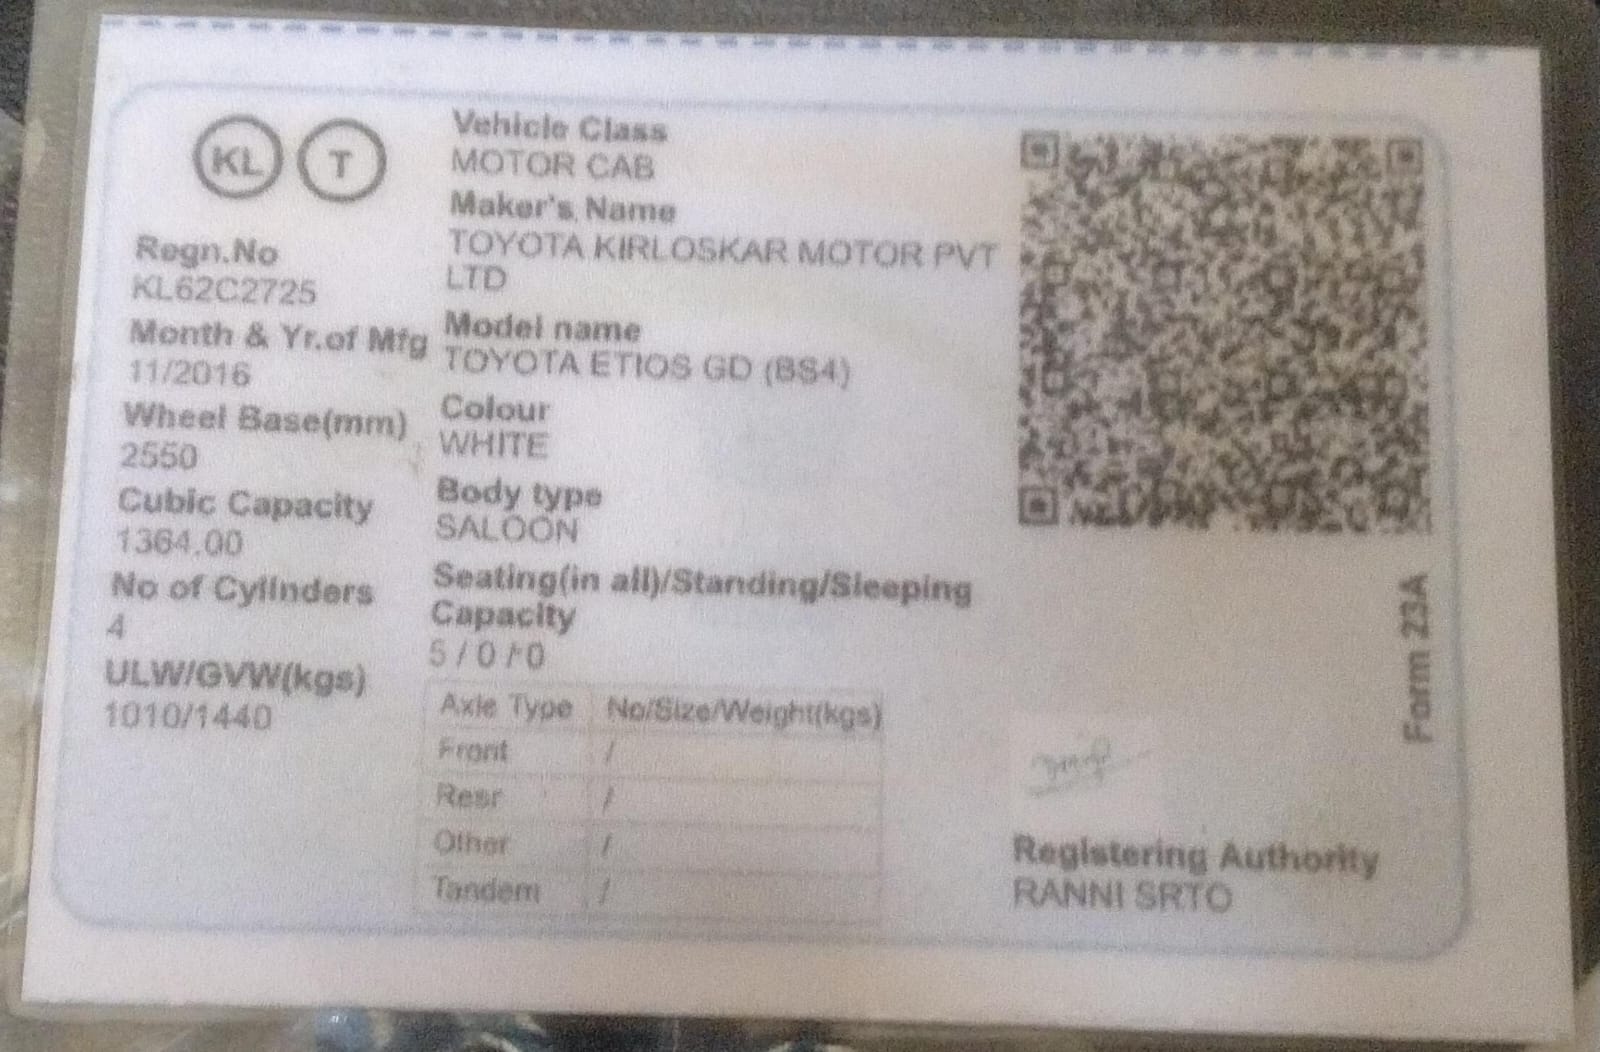 KL T
Regn.No
KL62C2725
Month & Yr.of Mfg
11/2016
Wheel Base(mm)
2550
Cubic Capacity
1364.00
No of Cylinders
4
ULW/GVW(kgs)
1010/1440
Vehicle Class
MOTOR CAB
Maker's Name
TOYOTA KIRLOSKAR MOTOR PVT
LTD
Model name
TOYOTA ETIOS GD (BS4)
Colour
WHITE
Body type
SALOON
Seating(in all)/Standing/Sleeping
Capacity
5 / 0 / 0
Axle Type No/Size/Weight(kgs)
Front /
Rear /
Other /
Tandem /
Form 23A
Registering Authority
RANNI SRTO